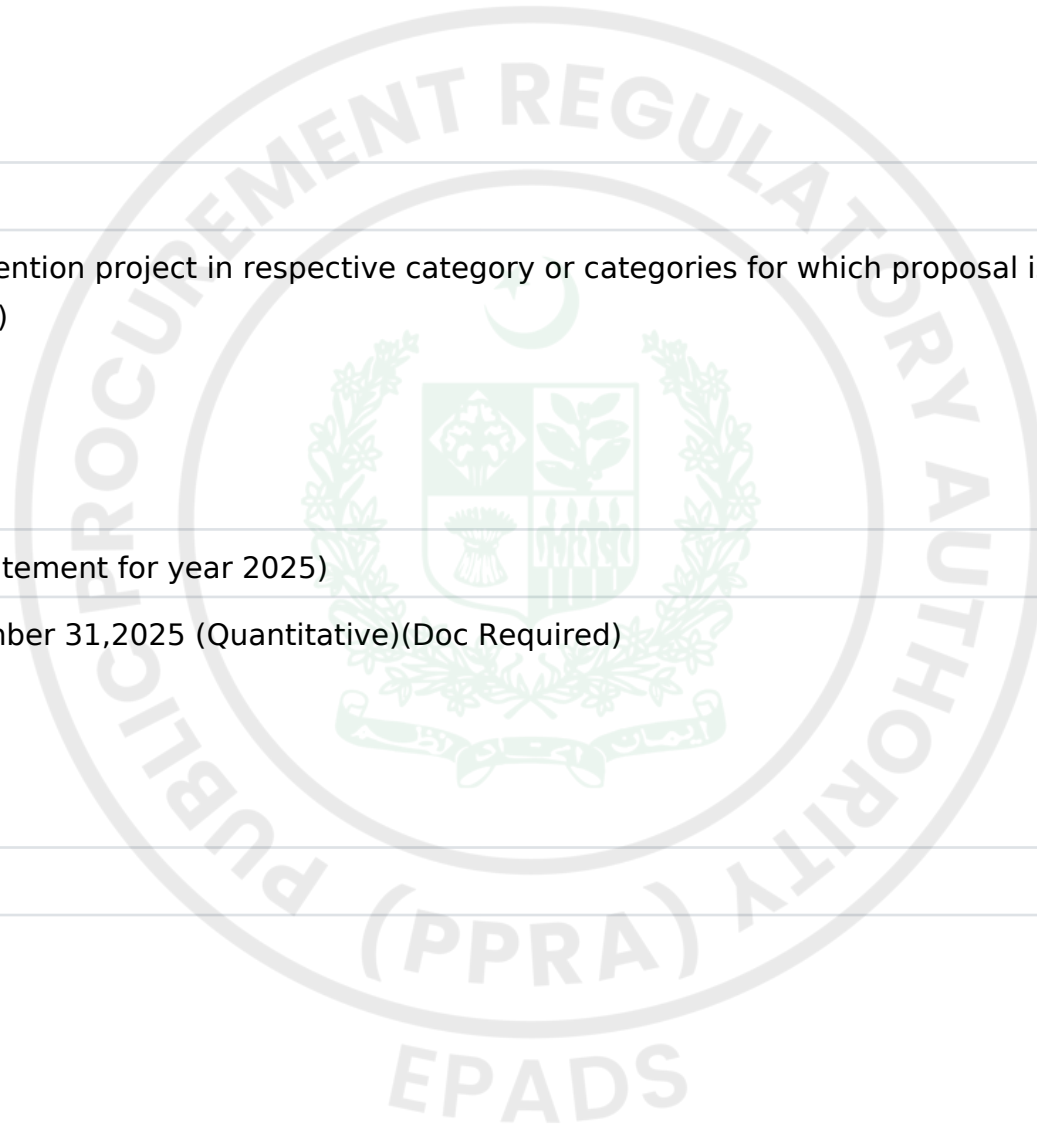 PUBLIC PROCUREMENT REGULATORY AUTHORITY
ention project in respective category or categories for which proposal i
)
tement for year 2025)
ber 31,2025 (Quantitative)(Doc Required)
(PPRA)
EPADS